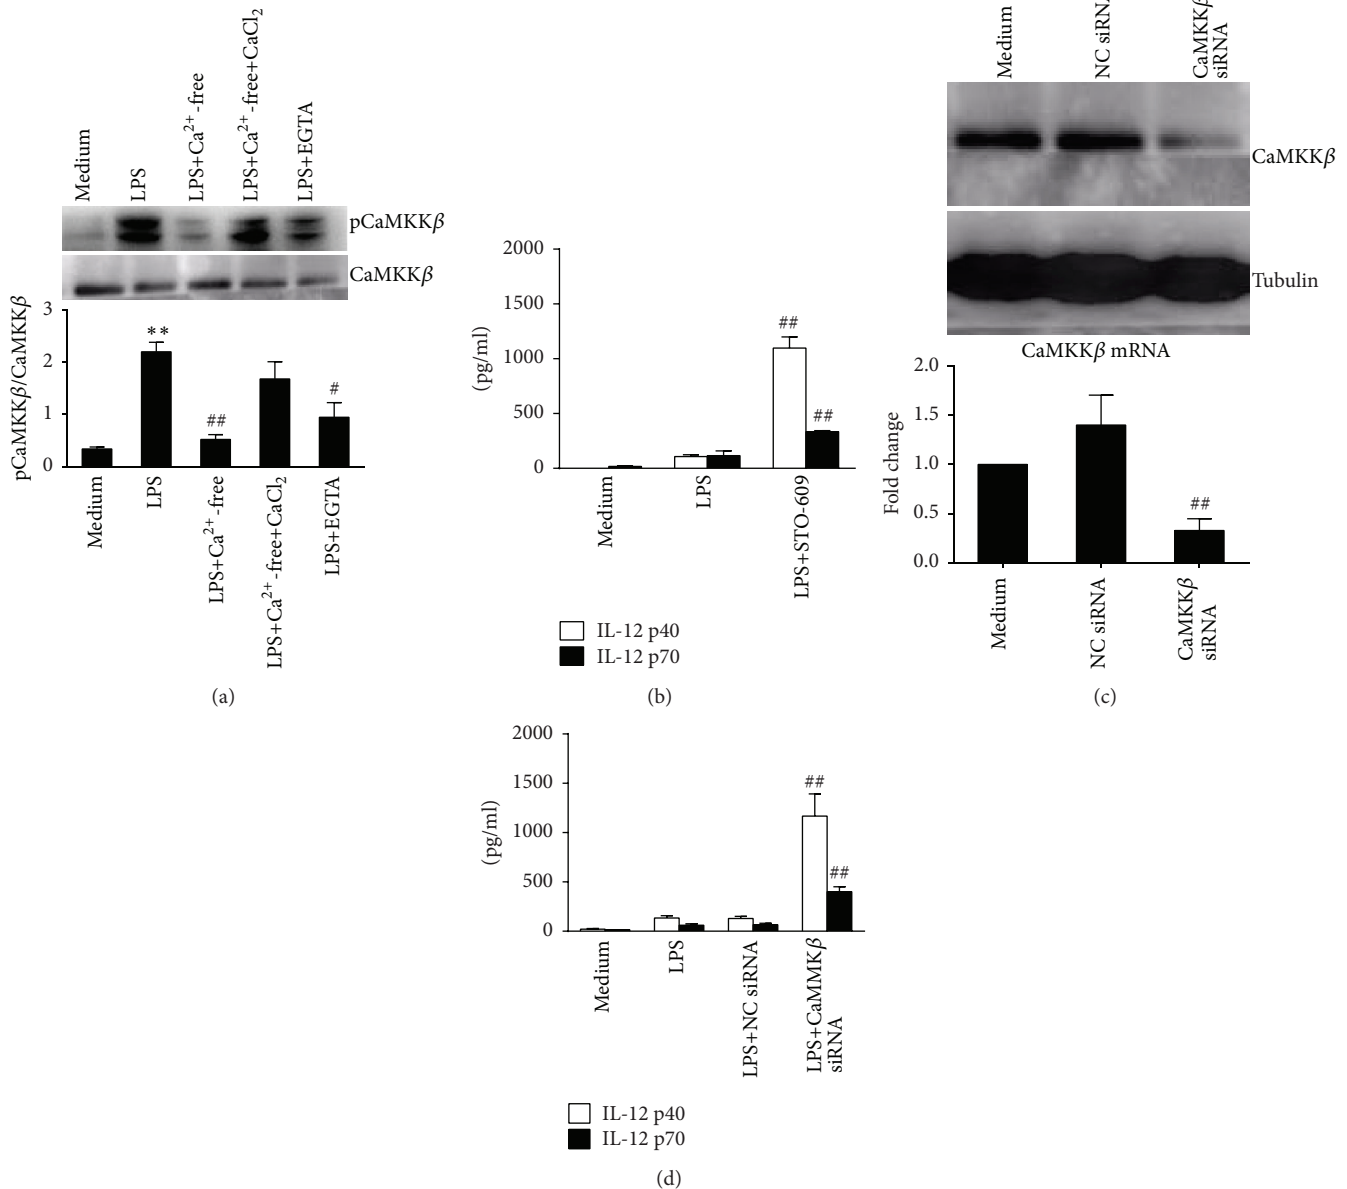 Medium
LPS
LPS+Ca2+-free
LPS+Ca2+-free+CaCl2
LPS+EGTA
pCaMKKβ
CaMKKβ
pCaMKKβ/CaMKKβ
3
2
1
0
**
##
#
Medium
LPS
LPS+Ca2+-free
LPS+Ca2+-free+CaCl2
LPS+EGTA
(a)
(pg/ml)
2000
1500
1000
500
0
##
##
Medium
LPS
LPS+STO-609
IL-12 p40
IL-12 p70
(b)
Medium
NC siRNA
CaMKKβ
siRNA
CaMKKβ
Tubulin
CaMKKβ mRNA
Fold change
2.0
1.5
1.0
0.5
0.0
##
Medium
NC siRNA
CaMKKβ
siRNA
(c)
(pg/ml)
2000
1500
1000
500
0
##
##
Medium
LPS
LPS+NC siRNA
LPS+CaMMKβ
siRNA
IL-12 p40
IL-12 p70
(d)